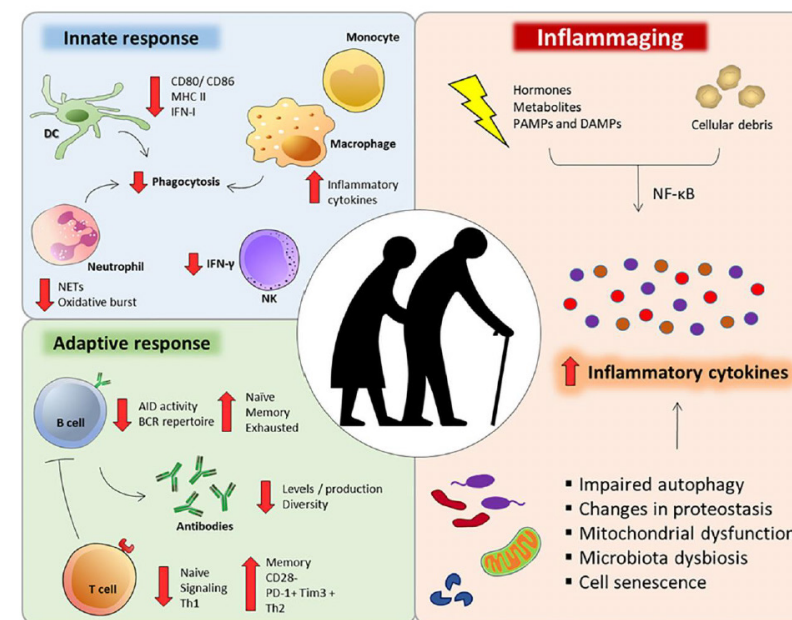 Innate response
Monocyte
CD80/ CD86
MHC II
IFN-I
DC
Macrophage
Phagocytosis
Inflammatory
cytokines
Neutrophil
IFN-γ
NK
NETs
Oxidative burst
Adaptive response
B cell
AID activity
BCR repertoire
Naïve
Memory
Exhausted
Antibodies
Levels / production
Diversity
T cell
Naive
Signaling
Th1
Memory
CD28-
PD-1+ Tim3 +
Th2
Inflammaging
Hormones
Metabolites
PAMPs and DAMPs
Cellular debris
NF-κB
Inflammatory cytokines
▪ Impaired autophagy
▪ Changes in proteostasis
▪ Mitochondrial dysfunction
▪ Microbiota dysbiosis
▪ Cell senescence